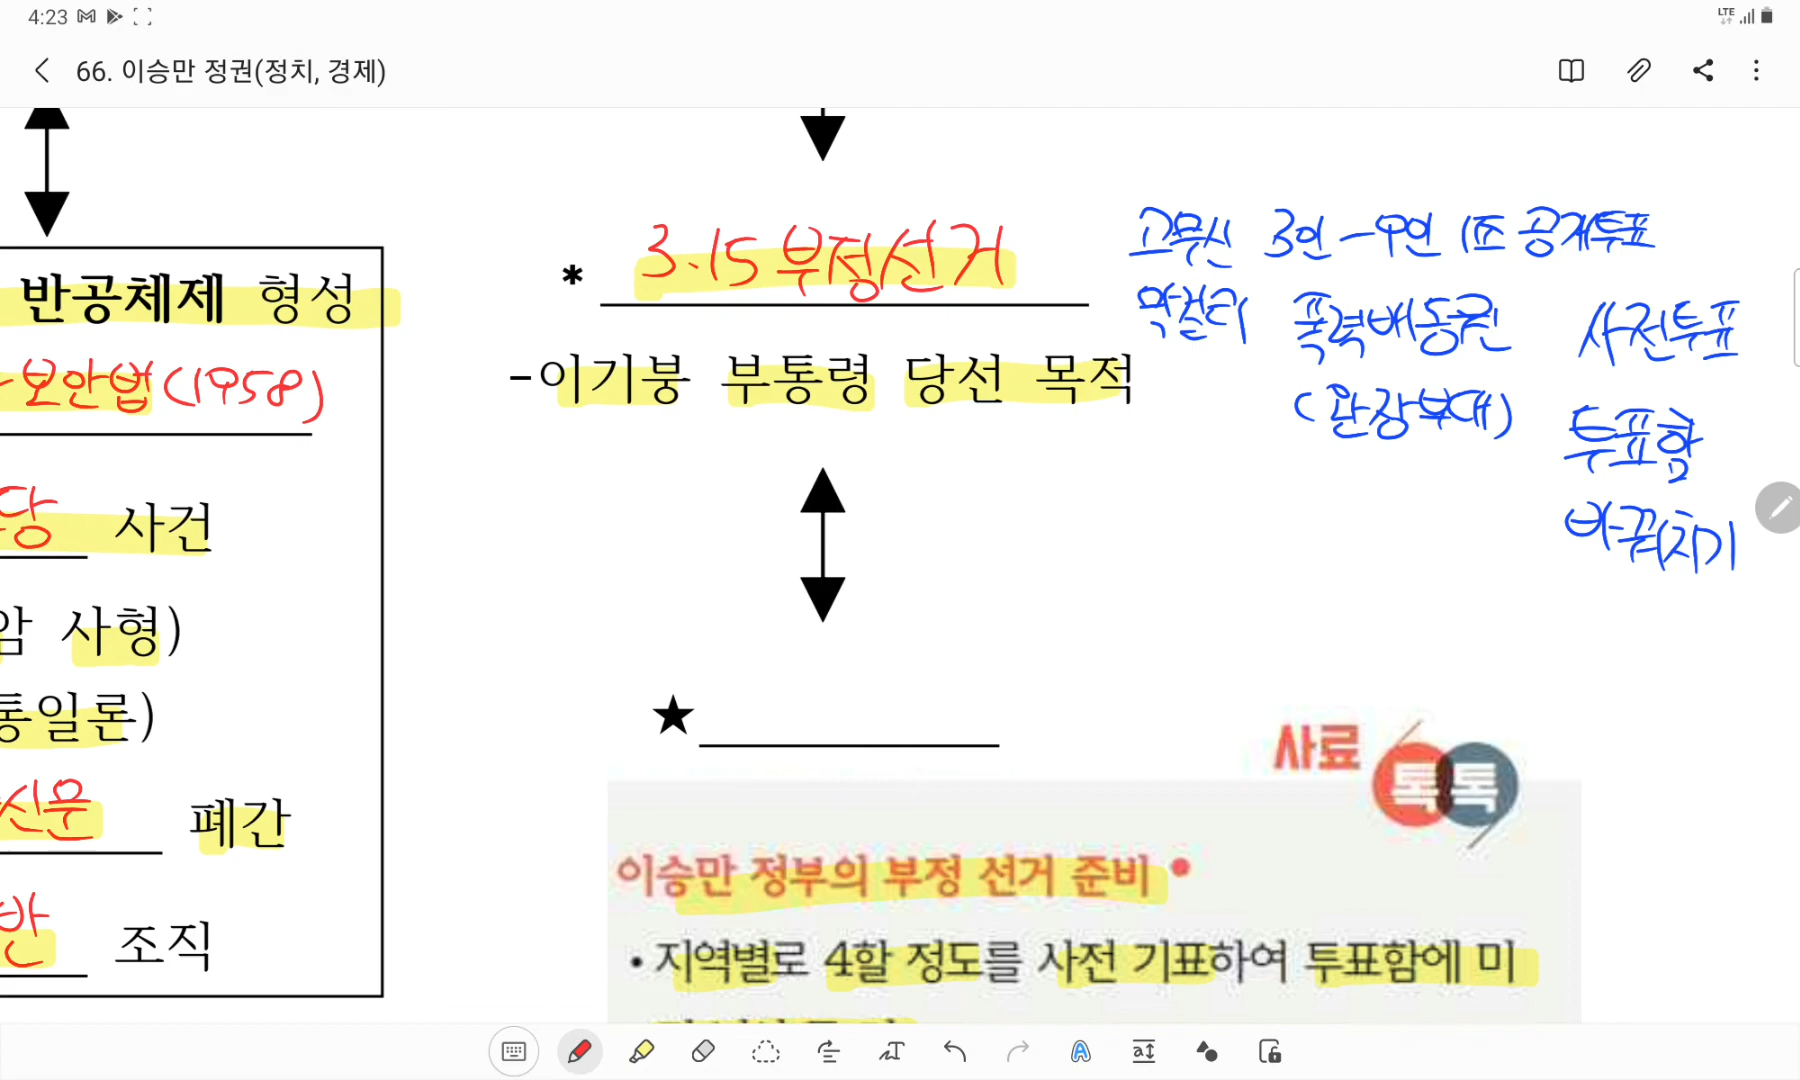 4:23
LTE
66. 이승만 정권(정치, 경제)
반공체제 형성
보안법(1958)
당 사건
암 사형)
통일론)
신문 폐간
반 조직
* 3.15 부정선거
-이기붕 부통령 당선 목적
고무신 3인-9인 1조 공개투표
막걸리 폭력배동원 사전투표
(완장부대) 투표함
바꿔치기
★
사료 톡톡
이승만 정부의 부정 선거 준비
• 지역별로 4할 정도를 사전 기표하여 투표함에 미